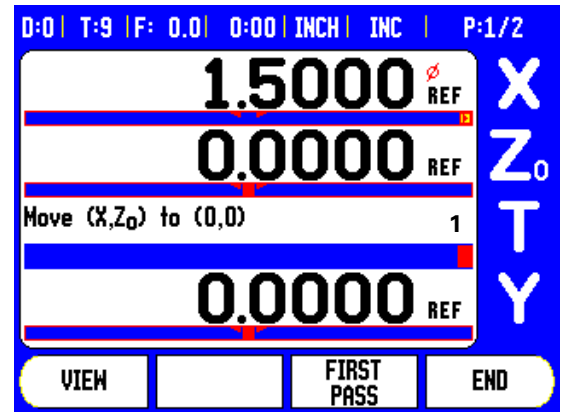 D:0 | T:9 | F: 0.0 | 0:00 | INCH | INC | P:1/2
1.5000 Ø REF X
0.0000 REF Z0
Move (X,Z0) to (0,0) 1 T
0.0000 REF Y
VIEW FIRST PASS END